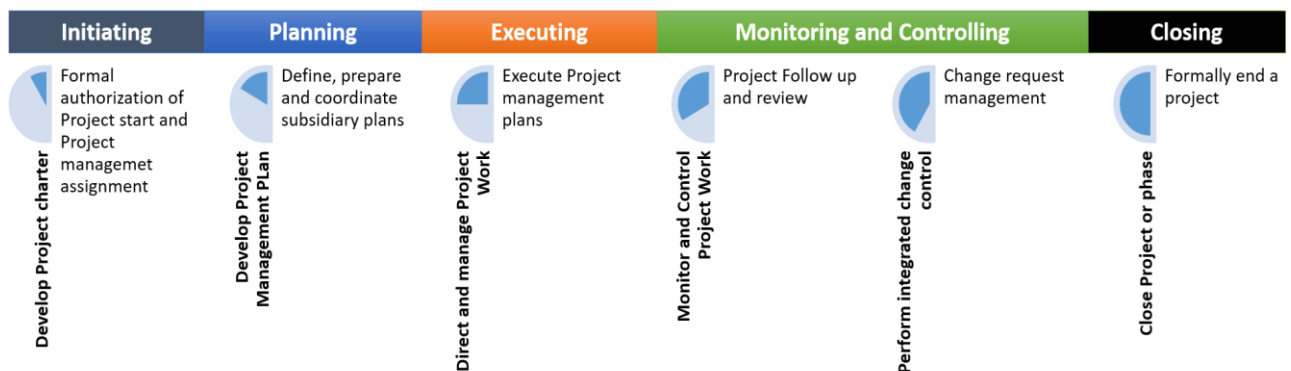 Initiating
Planning
Executing
Monitoring and Controlling
Closing
Formal
authorization of
Project start and
Project
managemet
assignment
Develop Project charter
Define, prepare
and coordinate
subsidiary plans
Develop Project
Management PLan
Execute Project
management
plans
Direct and manage Project
Work
Project Follow up
and review
Monitor and Control
Project Work
Change request
management
Perform integrated change
control
Formally end a
project
Close Project or phase